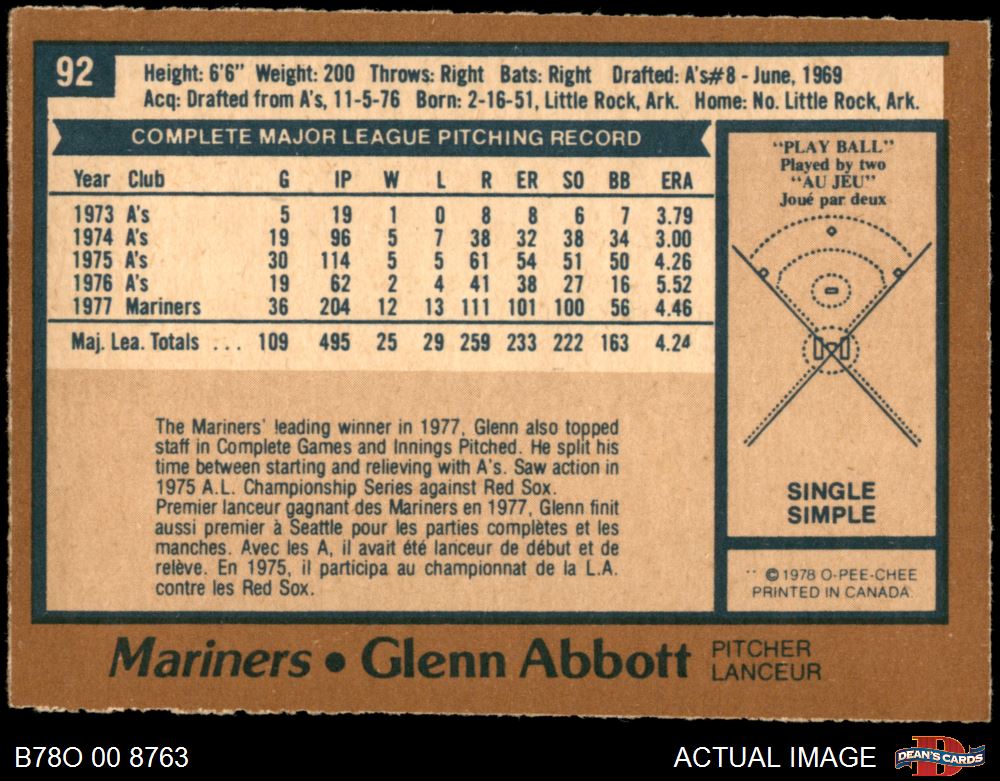 92
Height: 6'6" Weight: 200 Throws: Right Bats: Right Drafted: A's#8 - June, 1969
Acq: Drafted from A's, 11-5-76 Born: 2-16-51, Little Rock, Ark. Home: No. Little Rock, Ark.
COMPLETE MAJOR LEAGUE PITCHING RECORD
Year Club G IP W L R ER SO BB ERA
1973 A's 5 19 1 0 8 8 6 7 3.79
1974 A's 19 96 5 7 38 32 38 34 3.00
1975 A's 30 114 5 5 61 54 51 50 4.26
1976 A's 19 62 2 4 41 38 27 16 5.52
1977 Mariners 36 204 12 13 111 101 100 56 4.46
Maj. Lea. Totals ... 109 495 25 29 259 233 222 163 4.24
The Mariners' leading winner in 1977, Glenn also topped
staff in Complete Games and Innings Pitched. He split his
time between starting and relieving with A's. Saw action in
1975 A.L. Championship Series against Red Sox.
Premier lanceur gagnant des Mariners en 1977, Glenn finit
aussi premier à Seattle pour les parties complètes et les
manches. Avec les A, il avait été lanceur de début et de
relève. En 1975, il participa au championnat de la L.A.
contre les Red Sox.
"PLAY BALL"
Played by two
"AU JEU"
Joué par deux
SINGLE
SIMPLE
©1978 O-PEE-CHEE
PRINTED IN CANADA.
Mariners • Glenn Abbott
PITCHER
LANCEUR
B78O 00 8763
ACTUAL IMAGE
DEAN'S CARDS